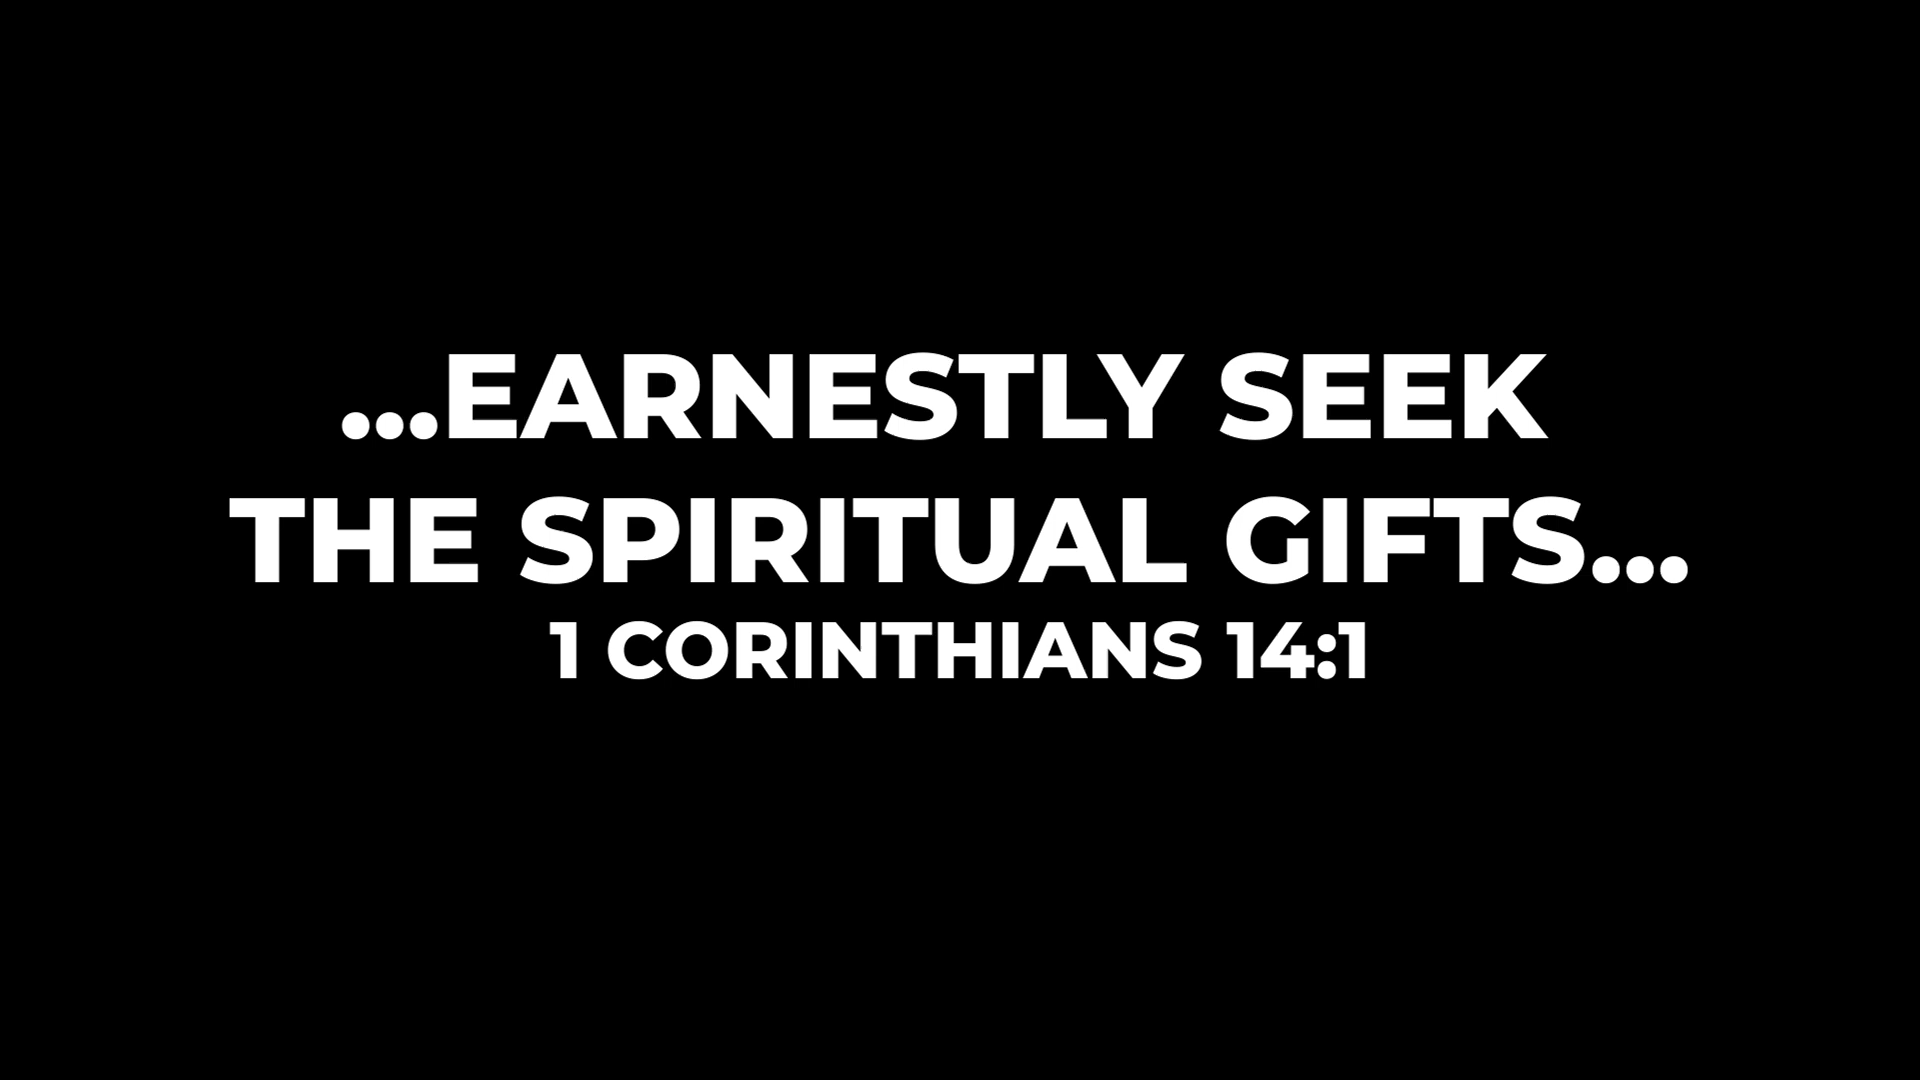 ...EARNESTLY SEEK
THE SPIRITUAL GIFTS...
1 CORINTHIANS 14:1